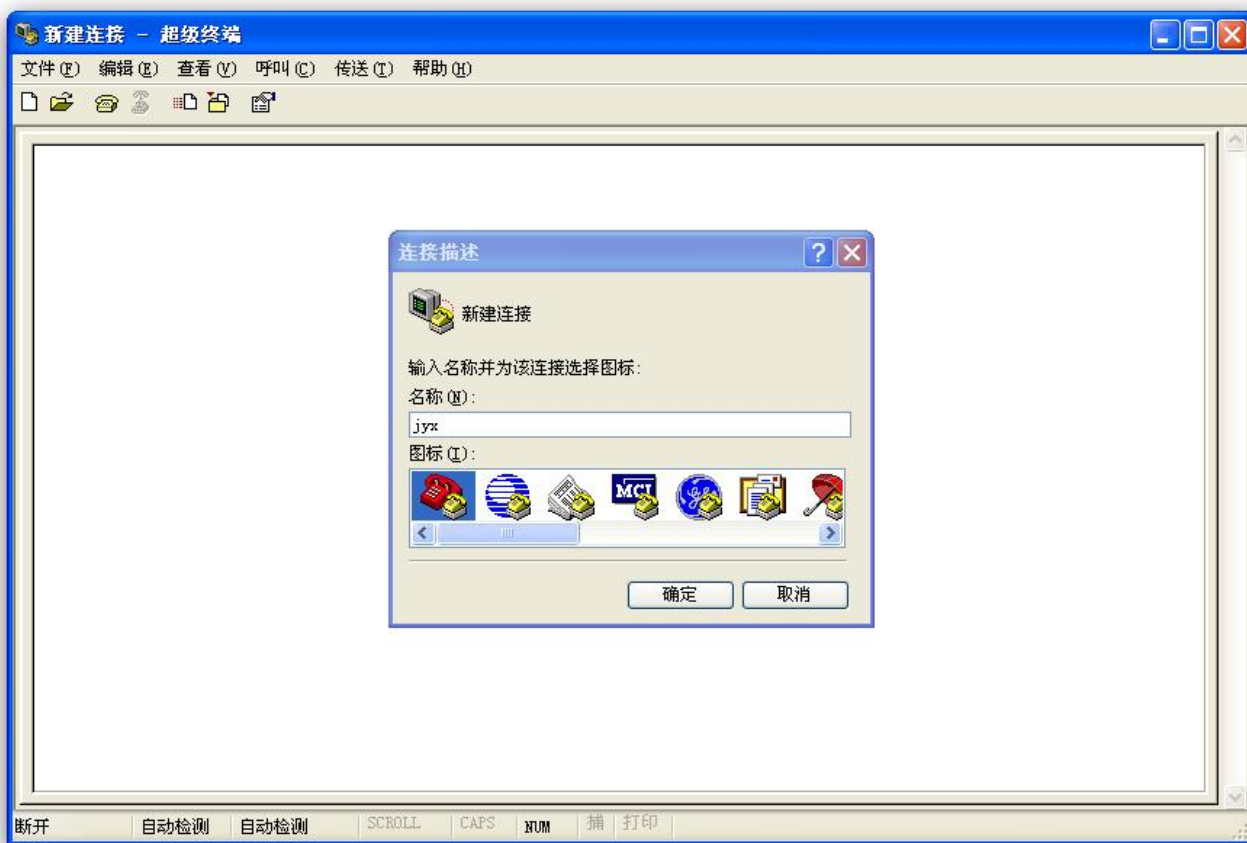 新建连接 - 超级终端
文件(F) 编辑(E) 查看(V) 呼叫(C) 传送(T) 帮助(H)
连接描述
新建连接
输入名称并为该连接选择图标:
名称(N):
jyx
图标(I):
MCI
确定 取消
断开 自动检测 自动检测 SCROLL CAPS NUM 捕 打印